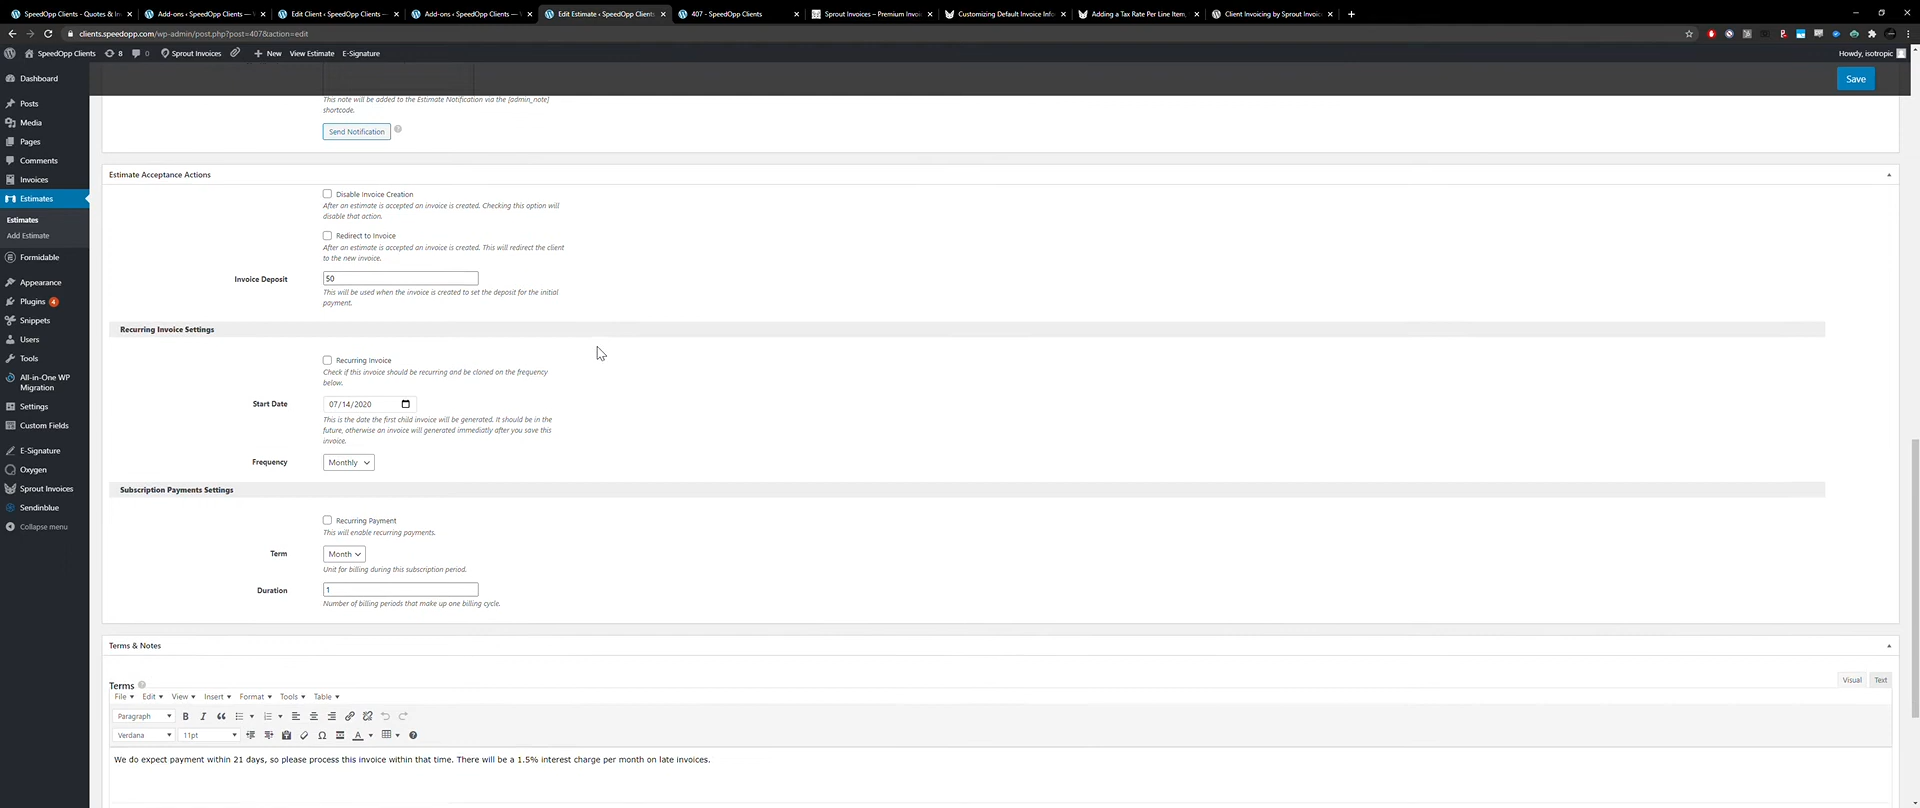 SpeedOpp Clients - Quotes & In
Add-ons ‹ SpeedOpp Clients —
Edit Client ‹ SpeedOpp Clients —
Add-ons ‹ SpeedOpp Clients —
Edit Estimate ‹ SpeedOpp Clients
407 - SpeedOpp Clients
Sprout Invoices – Premium Invoi
Customizing Default Invoice Info
Adding a Tax Rate Per Line Item,
Client Invoicing by Sprout Invoic
clients.speedopp.com/wp-admin/post.php?post=407&action=edit
SpeedOpp Clients
8
0
Sprout Invoices
New
View Estimate
E-Signature
Howdy, isotropic
Dashboard
Posts
Media
Pages
Comments
Invoices
Estimates
Estimates
Add Estimate
Formidable
Appearance
Plugins 4
Snippets
Users
Tools
All-in-One WP
Migration
Settings
Custom Fields
E-Signature
Oxygen
Sprout Invoices
Sendinblue
Collapse menu
Save
This note will be added to the Estimate Notification via the [admin_note]
shortcode.
Send Notification
Estimate Acceptance Actions
Disable Invoice Creation
After an estimate is accepted an invoice is created. Checking this option will
disable that action.
Redirect to Invoice
After an estimate is accepted an invoice is created. This will redirect the client
to the new invoice.
Invoice Deposit
50
This will be used when the invoice is created to set the deposit for the initial
payment.
Recurring Invoice Settings
Recurring Invoice
Check if this invoice should be recurring and be cloned on the frequency
below.
Start Date
07/14/2020
This is the date the first child invoice will be generated. It should be in the
future, otherwise an invoice will generated immediatly after you save this
invoice.
Frequency
Monthly
Subscription Payments Settings
Recurring Payment
This will enable recurring payments.
Term
Month
Unit for billing during this subscription period.
Duration
1
Number of billing periods that make up one billing cycle.
Terms & Notes
Terms
Visual
Text
File
Edit
View
Insert
Format
Tools
Table
Paragraph
Verdana
11pt
We do expect payment within 21 days, so please process this invoice within that time. There will be a 1.5% interest charge per month on late invoices.